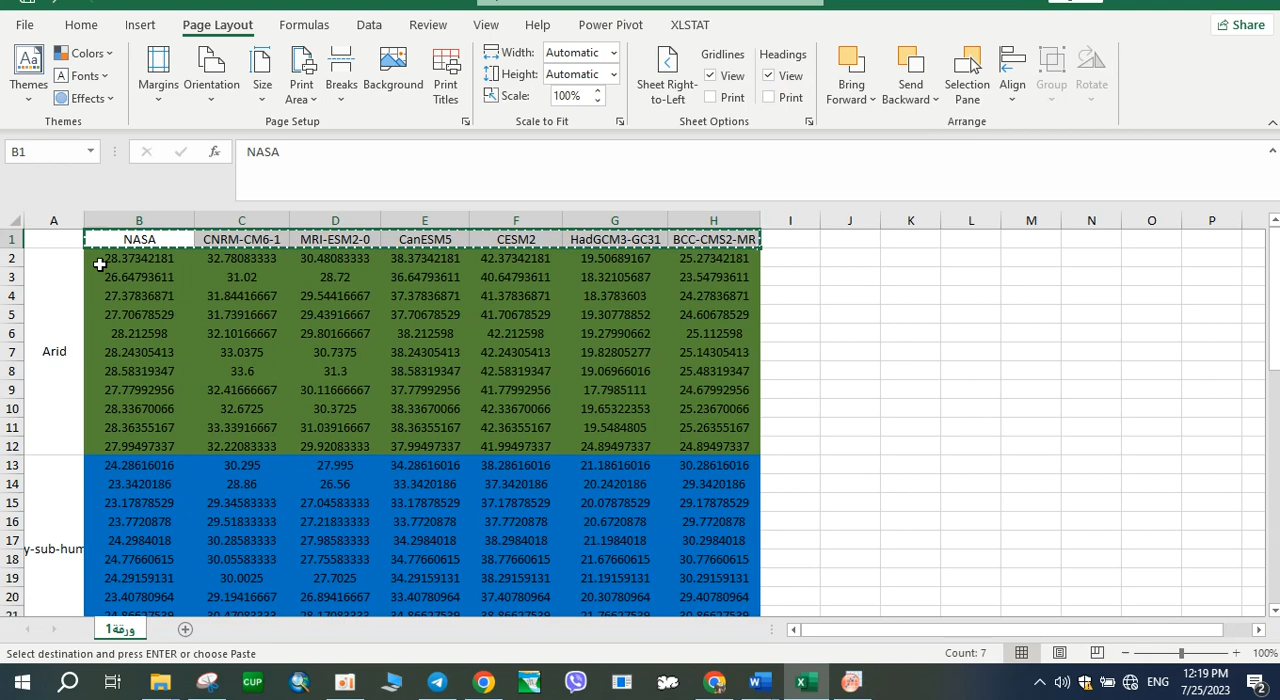 File Home Insert Page Layout Formulas Data Review View Help Power Pivot XLSTAT Share
Themes Colors Fonts Effects Margins Orientation Size Print Area Breaks Background Print Titles Width: Automatic Height: Automatic Scale: 100% Sheet Right-to-Left Gridlines View Print Headings View Print Bring Forward Send Backward Selection Pane Align Group Rotate
Themes Page Setup Scale to Fit Sheet Options Arrange
B1 fx NASA
A B C D E F G H I J K L M N O P
1 NASA CNRM-CM6-1 MRI-ESM2-0 CanESM5 CESM2 HadGCM3-GC31 BCC-CMS2-MR
2 28.37342181 32.78083333 30.48083333 38.37342181 42.37342181 19.50689167 25.27342181
3 26.64793611 31.02 28.72 36.64793611 40.64793611 18.32105687 23.54793611
4 27.37836871 31.84416667 29.54416667 37.37836871 41.37836871 18.3783603 24.27836871
5 27.70678529 31.73916667 29.43916667 37.70678529 41.70678529 19.30778852 24.60678529
6 28.212598 32.10166667 29.80166667 38.212598 42.212598 19.27990662 25.112598
7 Arid 28.24305413 33.0375 30.7375 38.24305413 42.24305413 19.82805277 25.14305413
8 28.58319347 33.6 31.3 38.58319347 42.58319347 19.06966016 25.48319347
9 27.77992956 32.41666667 30.11666667 37.77992956 41.77992956 17.7985111 24.67992956
10 28.33670066 32.6725 30.3725 38.33670066 42.33670066 19.65322353 25.23670066
11 28.36355167 33.33916667 31.03916667 38.36355167 42.36355167 19.5484805 25.26355167
12 27.99497337 32.22083333 29.92083333 37.99497337 41.99497337 24.89497337 24.89497337
13 24.28616016 30.295 27.995 34.28616016 38.28616016 21.18616016 30.28616016
14 23.3420186 28.86 26.56 33.3420186 37.3420186 20.2420186 29.3420186
15 23.17878529 29.34583333 27.04583333 33.17878529 37.17878529 20.07878529 29.17878529
16 23.7720878 29.51833333 27.21833333 33.7720878 37.7720878 20.6720878 29.7720878
17 24.2984018 30.28583333 27.98583333 34.2984018 38.2984018 21.1984018 30.2984018
y-sub-hum
18 24.77660615 30.05583333 27.75583333 34.77660615 38.77660615 21.67660615 30.77660615
19 24.29159131 30.0025 27.7025 34.29159131 38.29159131 21.19159131 30.29159131
20 23.40780964 29.19416667 26.89416667 33.40780964 37.40780964 20.30780964 29.40780964
21 24.86627539 30.47083333 28.17083333 34.86627539 38.86627539 21.76627539 30.86627539
ورقة1
Select destination and press ENTER or choose Paste Count: 7 100%
CUP ENG 12:19 PM
7/25/2023 2